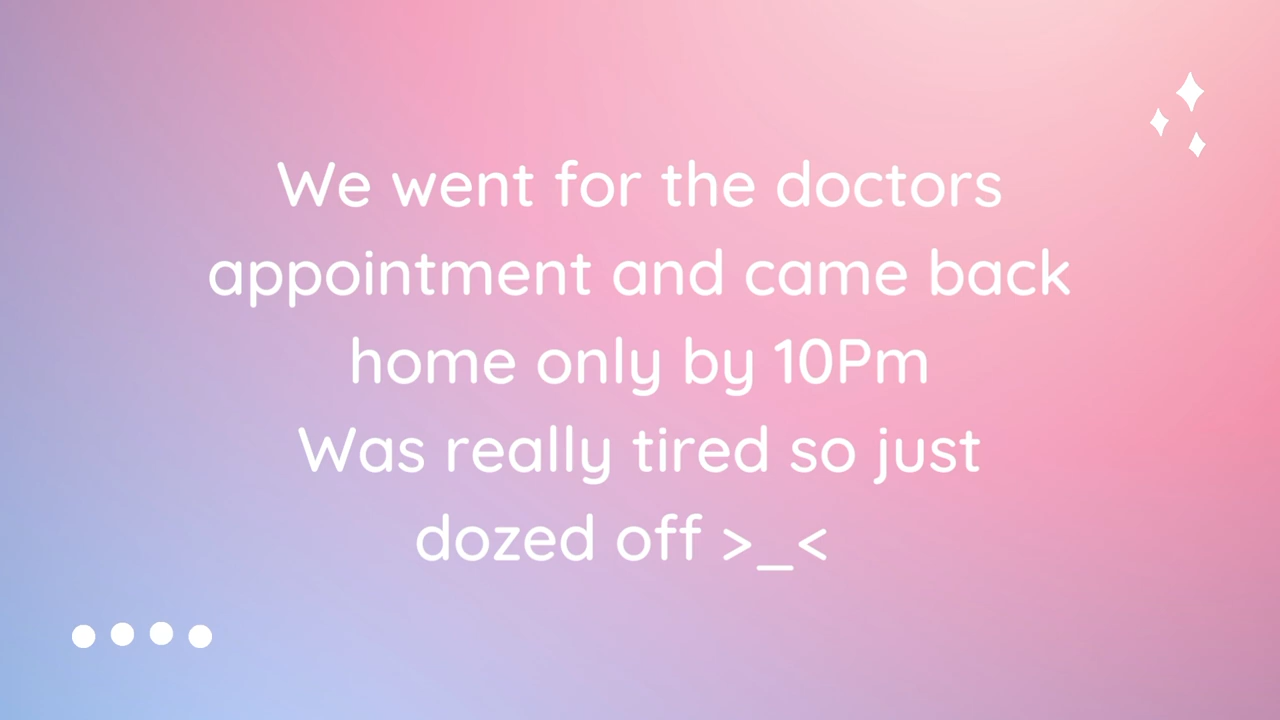 We went for the doctors
appointment and came back
home only by 10Pm
Was really tired so just
dozed off >_<